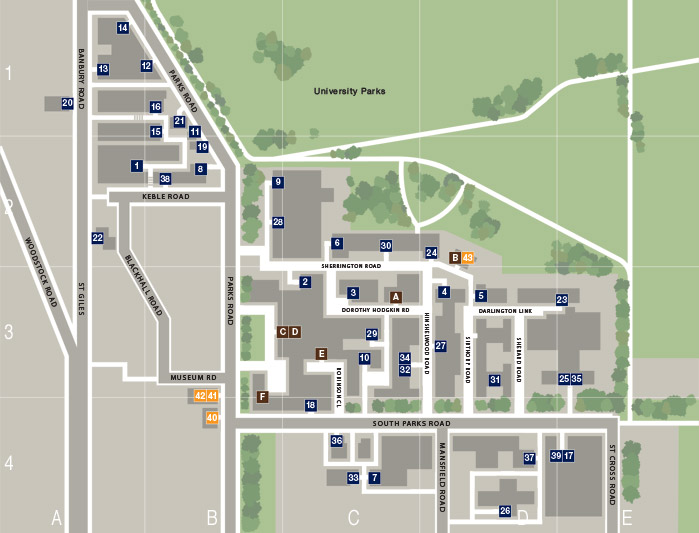 14
13
12
1
BANBURY ROAD
PARKS ROAD
University Parks
20
16
21
15
11
19
1
8
38
9
KEBLE ROAD
2
28
22
6
30
24
B
43
WOODSTOCK ROAD
ST GILES
BLACKHALL ROAD
PARKS ROAD
SHERRINGTON ROAD
2
3
A
4
5
23
DOROTHY HODGKIN RD
DARLINGTON LINK
3
C
D
29
HINSHELWOOD ROAD
27
SETHORP ROAD
SHERARD ROAD
E
10
34
32
ROBINSON CL
31
25
35
MUSEUM RD
42
41
F
18
40
SOUTH PARKS ROAD
36
4
33
7
MANSFIELD ROAD
37
39
17
ST CROSS ROAD
26
A
B
C
D
E